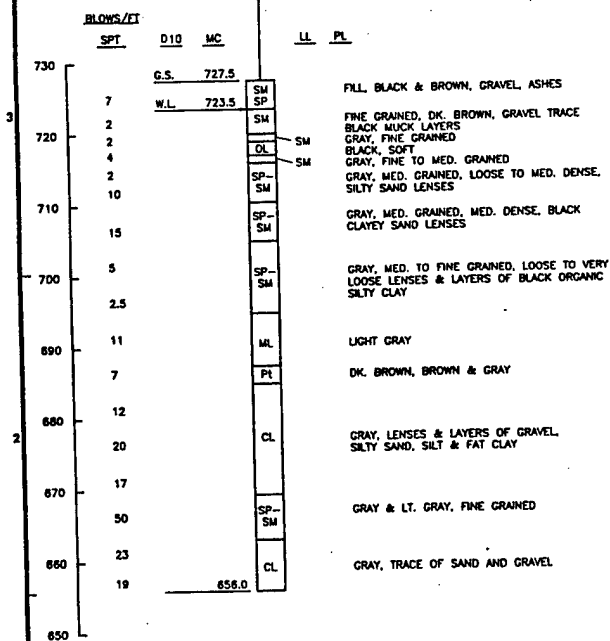 BLOWS/FT
SPT D10 MC LL PL
730
G.S. 727.5
SM
SP
FILL, BLACK & BROWN, GRAVEL, ASHES
7 W.L. 723.5
3
SM
FINE GRAINED, DK. BROWN, GRAVEL TRACE
BLACK MUCK LAYERS
2
720
2
SM
GRAY, FINE GRAINED
OL
BLACK, SOFT
4
SM
GRAY, FINE TO MED. GRAINED
2
SP-
SM
GRAY, MED. GRAINED, LOOSE TO MED. DENSE,
SILTY SAND LENSES
10
710
SP-
SM
GRAY, MED. GRAINED, MED. DENSE, BLACK
CLAYEY SAND LENSES
15
5
700
SP-
SM
GRAY, MED. TO FINE GRAINED, LOOSE TO VERY
LOOSE LENSES & LAYERS OF BLACK ORGANIC
SILTY CLAY
2.5
11
ML
LIGHT GRAY
690
7
Pt
DK. BROWN, BROWN & GRAY
12
680
2
CL
GRAY, LENSES & LAYERS OF GRAVEL,
SILTY SAND, SILT & FAT CLAY
20
17
670
50
SP-
SM
GRAY & LT. GRAY, FINE GRAINED
23
660
CL
GRAY, TRACE OF SAND AND GRAVEL
19 656.0
650